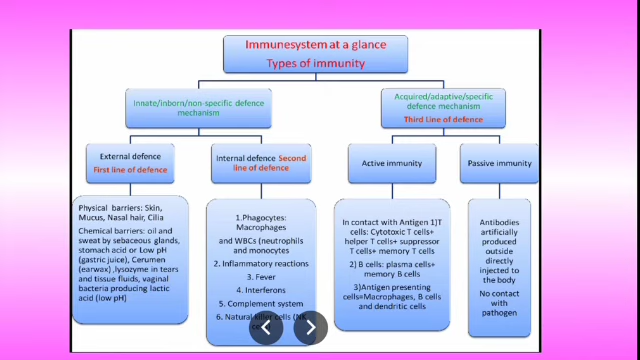 Immunesystem at a glance
Types of immunity
Innate/inborn/non-specific defence
mechanism
Acquired/adaptive/specific
defence mechanism
Third Line of defence
External defence
First line of defence
Internal defence Second
line of defence
Active immunity
Passive immunity
Physical barriers: Skin,
Mucus, Nasal hair, Cilia
Chemical barriers: oil and
sweat by sebaceous glands,
stomach acid or Low pH
(gastric juice), Cerumen
(earwax) ,lysozyme in tears
and tissue fluids, vaginal
bacteria producing lactic
acid (low pH)
1.Phagocytes:
Macrophages
and WBCs (neutrophils
and monocytes
2. Inflammatory reactions
3. Fever
4. Interferons
5. Complement system
6. Natural killer cells (NK
In contact with Antigen 1)T
cells: Cytotoxic T cells+
helper T cells+ suppressor
T cells+ memory T cells
2) B cells: plasma cells+
memory B cells
3)Antigen presenting
cells=Macrophages, B cells
and dendritic cells
Antibodies
artificially
produced
outside
directly
injected to
the body
No contact
with
pathogen